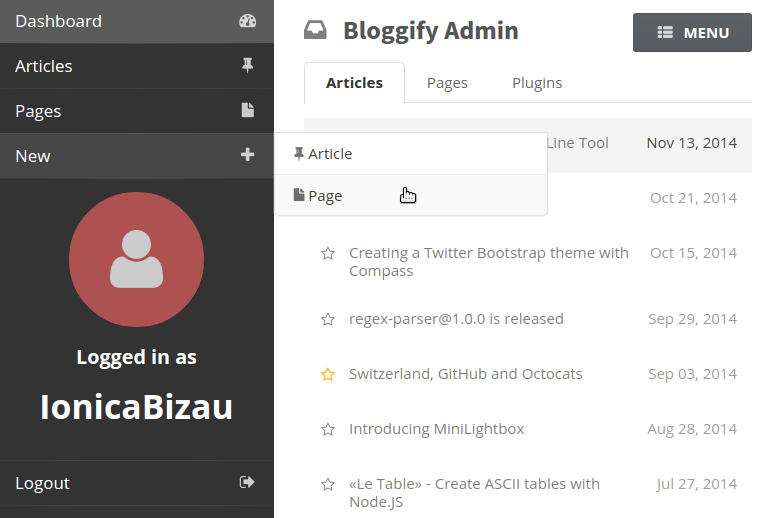 Dashboard
Articles
Pages
New
Logged in as
IonicaBizau
Logout
Bloggify Admin
MENU
Articles
Pages
Plugins
Article
Page
Line Tool
Nov 13, 2014
Oct 21, 2014
Creating a Twitter Bootstrap theme with
Compass
Oct 15, 2014
regex-parser@1.0.0 is released
Sep 29, 2014
Switzerland, GitHub and Octocats
Sep 03, 2014
Introducing MiniLightbox
Aug 28, 2014
«Le Table» - Create ASCII tables with
Node.JS
Jul 27, 2014